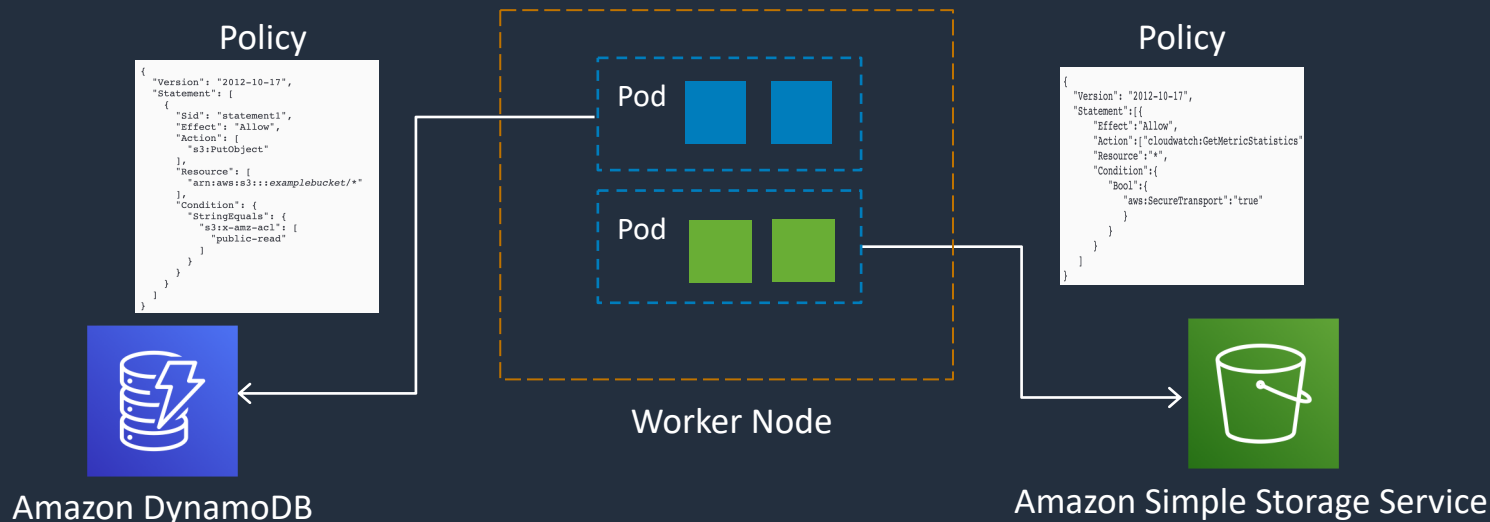 Policy
{
"Version": "2012-10-17",
"Statement": [
{
"Sid": "statement1",
"Effect": "Allow",
"Action": [
"s3:PutObject"
],
"Resource": [
"arn:aws:s3:::examplebucket/*"
],
"Condition": {
"StringEquals": {
"s3:x-amz-acl": [
"public-read"
]
}
}
}
]
}
Amazon DynamoDB
Pod
Pod
Worker Node
Policy
{
"Version": "2012-10-17",
"Statement":[{
"Effect":"Allow",
"Action":["cloudwatch:GetMetricStatistics"
"Resource":"*",
"Condition":{
"Bool":{
"aws:SecureTransport":"true"
}
}
}
]
}
Amazon Simple Storage Service